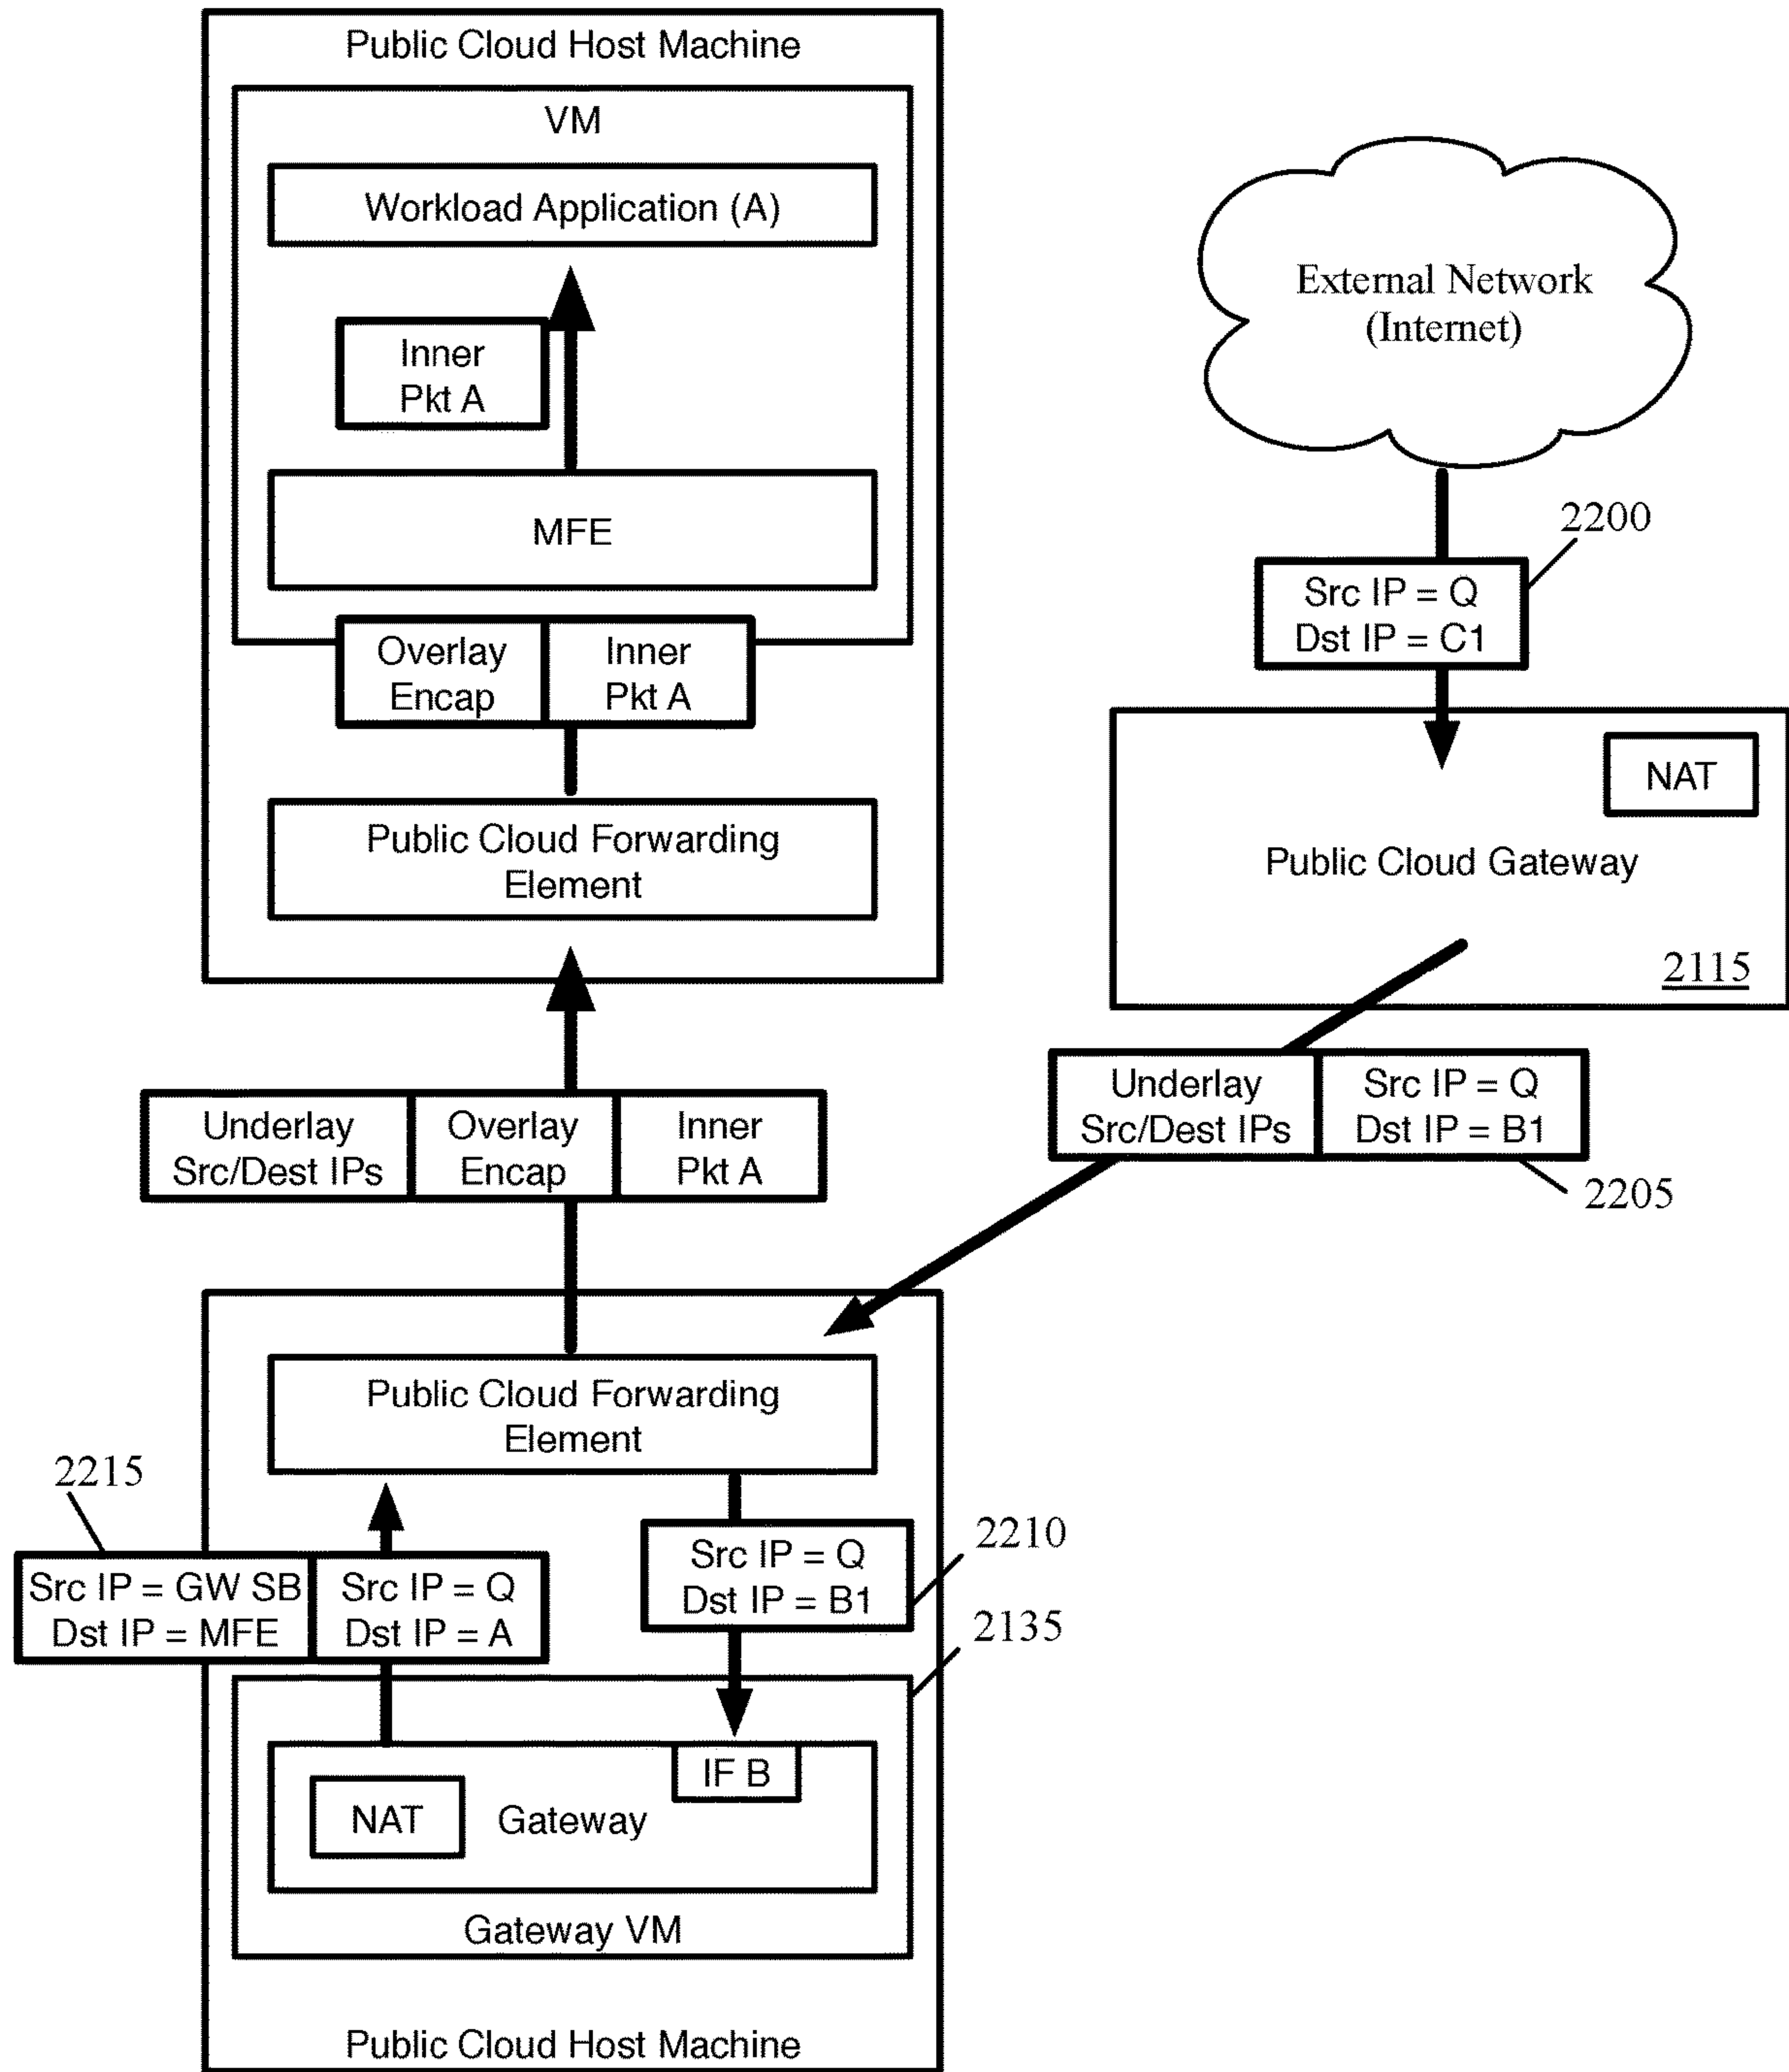 Public Cloud Host Machine
VM
Workload Application (A)
Inner
Pkt A
MFE
Overlay
Encap
Inner
Pkt A
Public Cloud Forwarding
Element
External Network
(Internet)
2200
Src IP = Q
Dst IP = C1
NAT
Public Cloud Gateway
2115
Underlay
Src/Dest IPs
Overlay
Encap
Inner
Pkt A
Underlay
Src/Dest IPs
Src IP = Q
Dst IP = B1
2205
Public Cloud Forwarding
Element
2215
Src IP = GW SB
Dst IP = MFE
Src IP = Q
Dst IP = A
Src IP = Q
Dst IP = B1
2210
2135
IF B
NAT
Gateway
Gateway VM
Public Cloud Host Machine